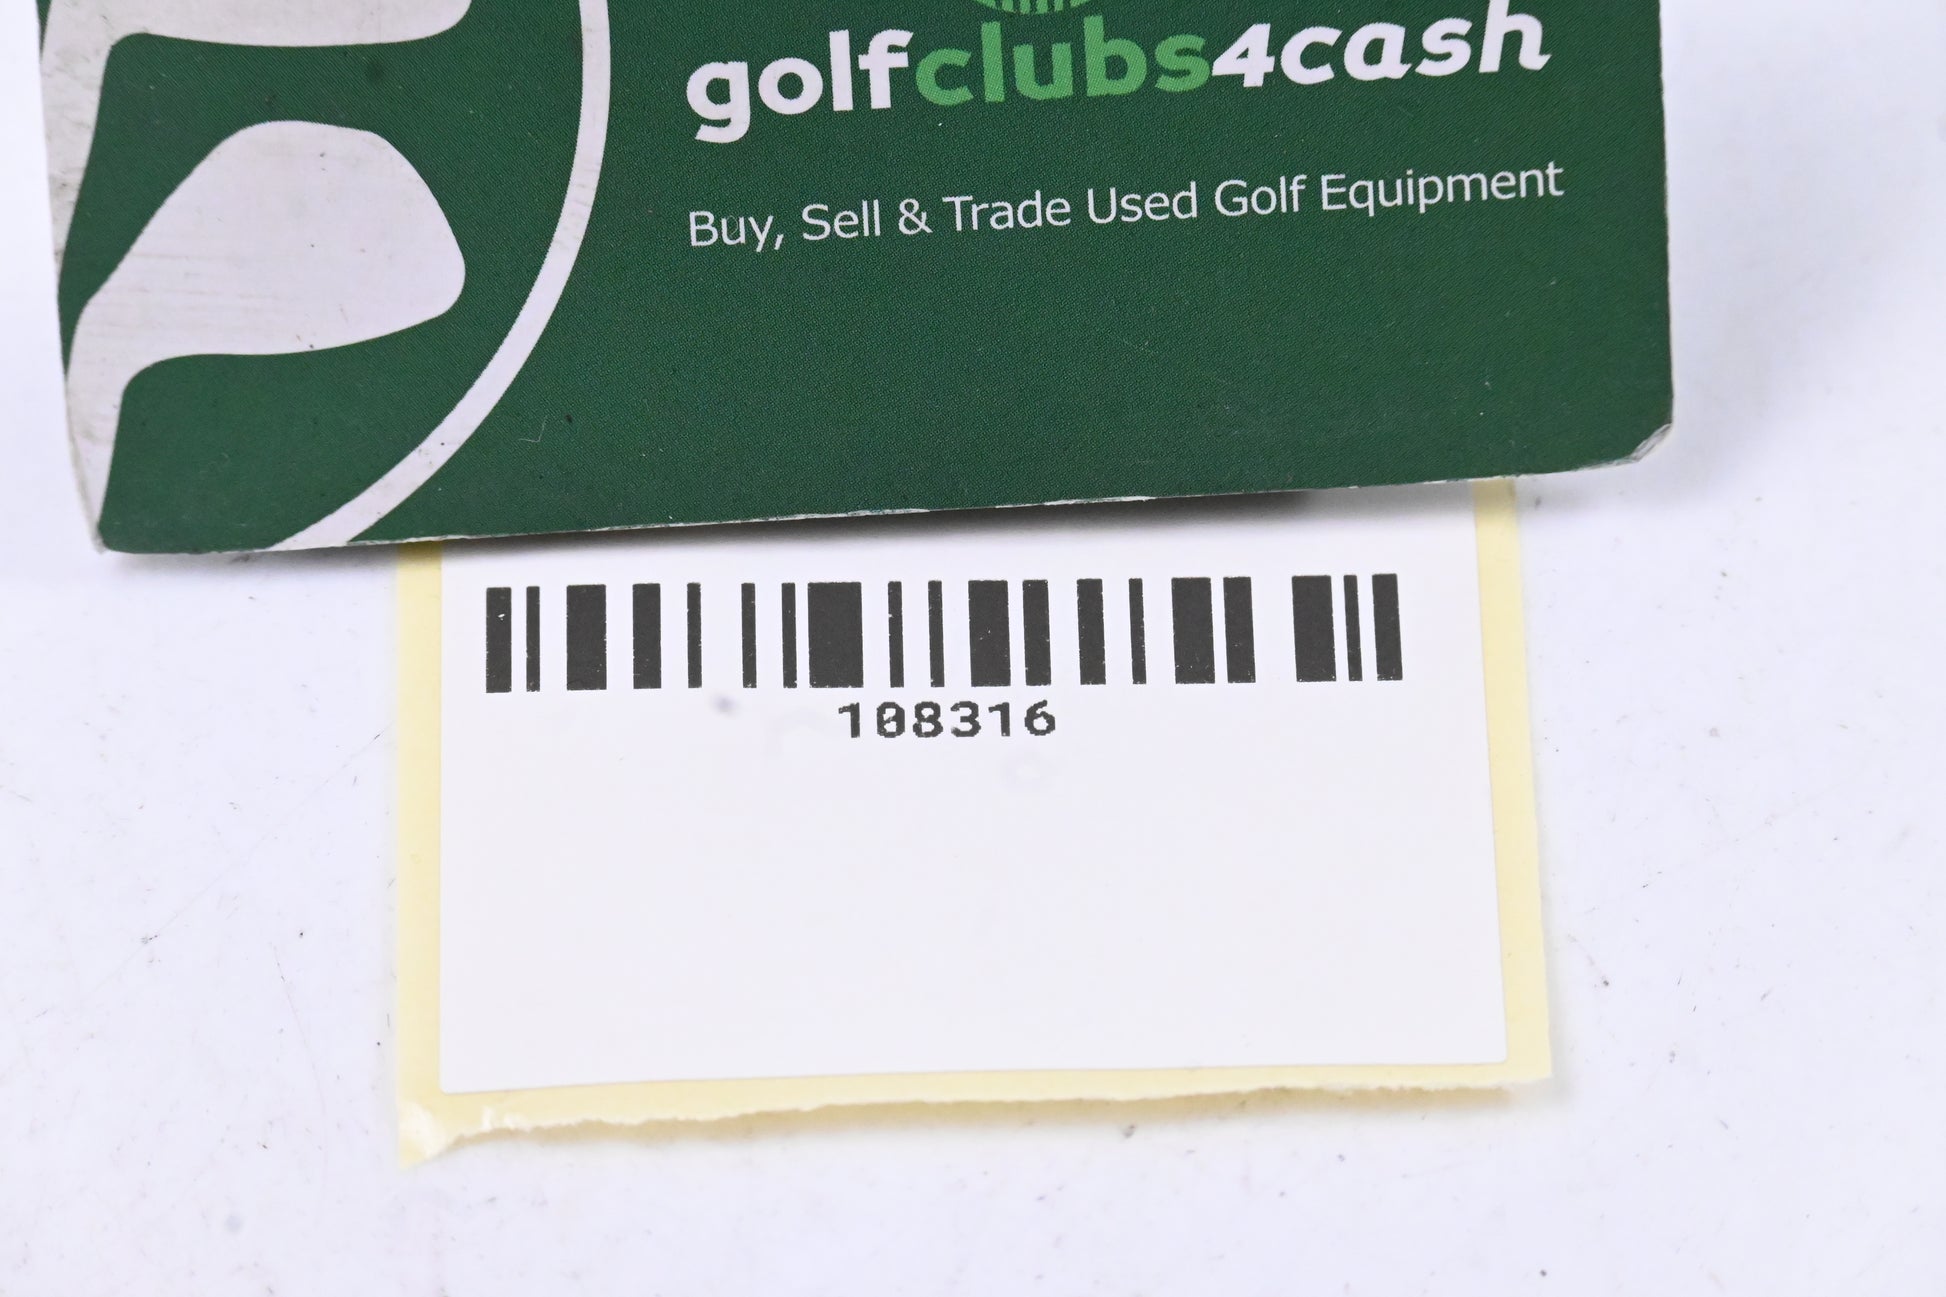 golfclubs4cash
Buy, Sell & Trade Used Golf Equipment
108316